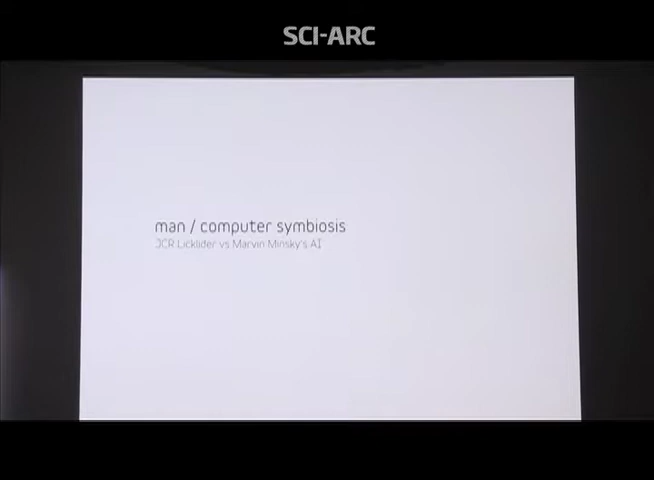 SCI-ARC
man / computer symbiosis
JCR Licklider vs Marvin Minsky's AI